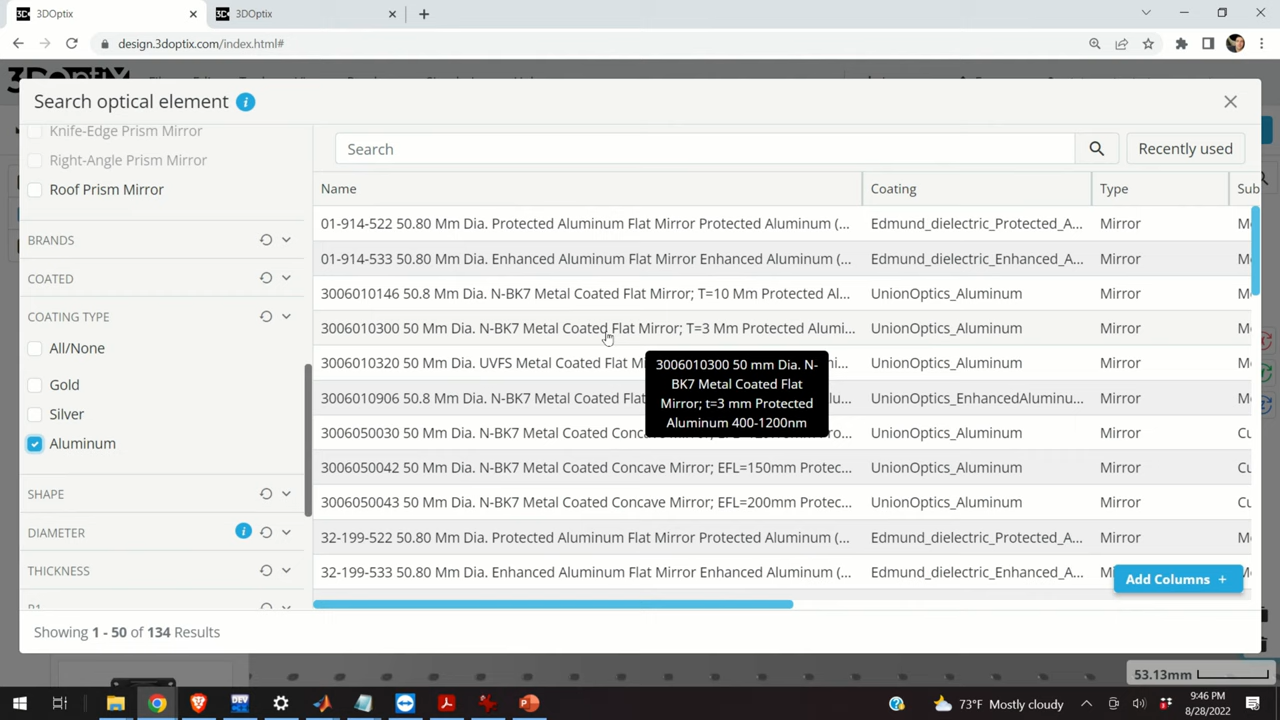 3DOptix
3DOptix
design.3doptix.com/index.html#
Search optical element
Knife-Edge Prism Mirror
Right-Angle Prism Mirror
Roof Prism Mirror
BRANDS
COATED
COATING TYPE
All/None
Gold
Silver
Aluminum
SHAPE
DIAMETER
THICKNESS
R1
Search
Recently used
Name Coating Type Sub
01-914-522 50.80 Mm Dia. Protected Aluminum Flat Mirror Protected Aluminum (... Edmund_dielectric_Protected_A... Mirror
01-914-533 50.80 Mm Dia. Enhanced Aluminum Flat Mirror Enhanced Aluminum (... Edmund_dielectric_Enhanced_A... Mirror
3006010146 50.8 Mm Dia. N-BK7 Metal Coated Flat Mirror; T=10 Mm Protected Al... UnionOptics_Aluminum Mirror
3006010300 50 Mm Dia. N-BK7 Metal Coated Flat Mirror; T=3 Mm Protected Alumi... UnionOptics_Aluminum Mirror
3006010320 50 Mm Dia. UVFS Metal Coated Flat UnionOptics_Aluminum Mirror
3006010906 50.8 Mm Dia. N-BK7 Metal Coated Flat UnionOptics_EnhancedAluminu... Mirror
3006050030 50 Mm Dia. N-BK7 Metal Coated UnionOptics_Aluminum Mirror Cu
3006050042 50 Mm Dia. N-BK7 Metal Coated Concave Mirror; EFL=150mm Protec... UnionOptics_Aluminum Mirror Cu
3006050043 50 Mm Dia. N-BK7 Metal Coated Concave Mirror; EFL=200mm Protec... UnionOptics_Aluminum Mirror Cu
32-199-522 50.80 Mm Dia. Protected Aluminum Flat Mirror Protected Aluminum (... Edmund_dielectric_Protected_A... Mirror
32-199-533 50.80 Mm Dia. Enhanced Aluminum Flat Mirror Enhanced Aluminum (... Edmund_dielectric_Enhanced_A...
3006010300 50 mm Dia. N-
BK7 Metal Coated Flat
Mirror; t=3 mm Protected
Aluminum 400-1200nm
Add Columns +
Showing 1 - 50 of 134 Results
53.13mm
73°F Mostly cloudy
9:46 PM
8/28/2022